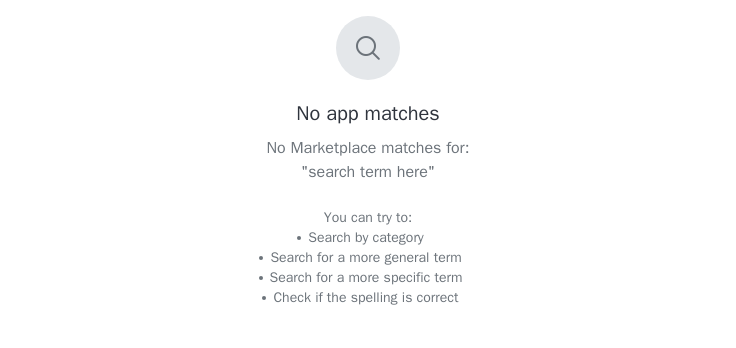 No app matches
No Marketplace matches for:
"search term here"
You can try to:
• Search by category
• Search for a more general term
• Search for a more specific term
• Check if the spelling is correct